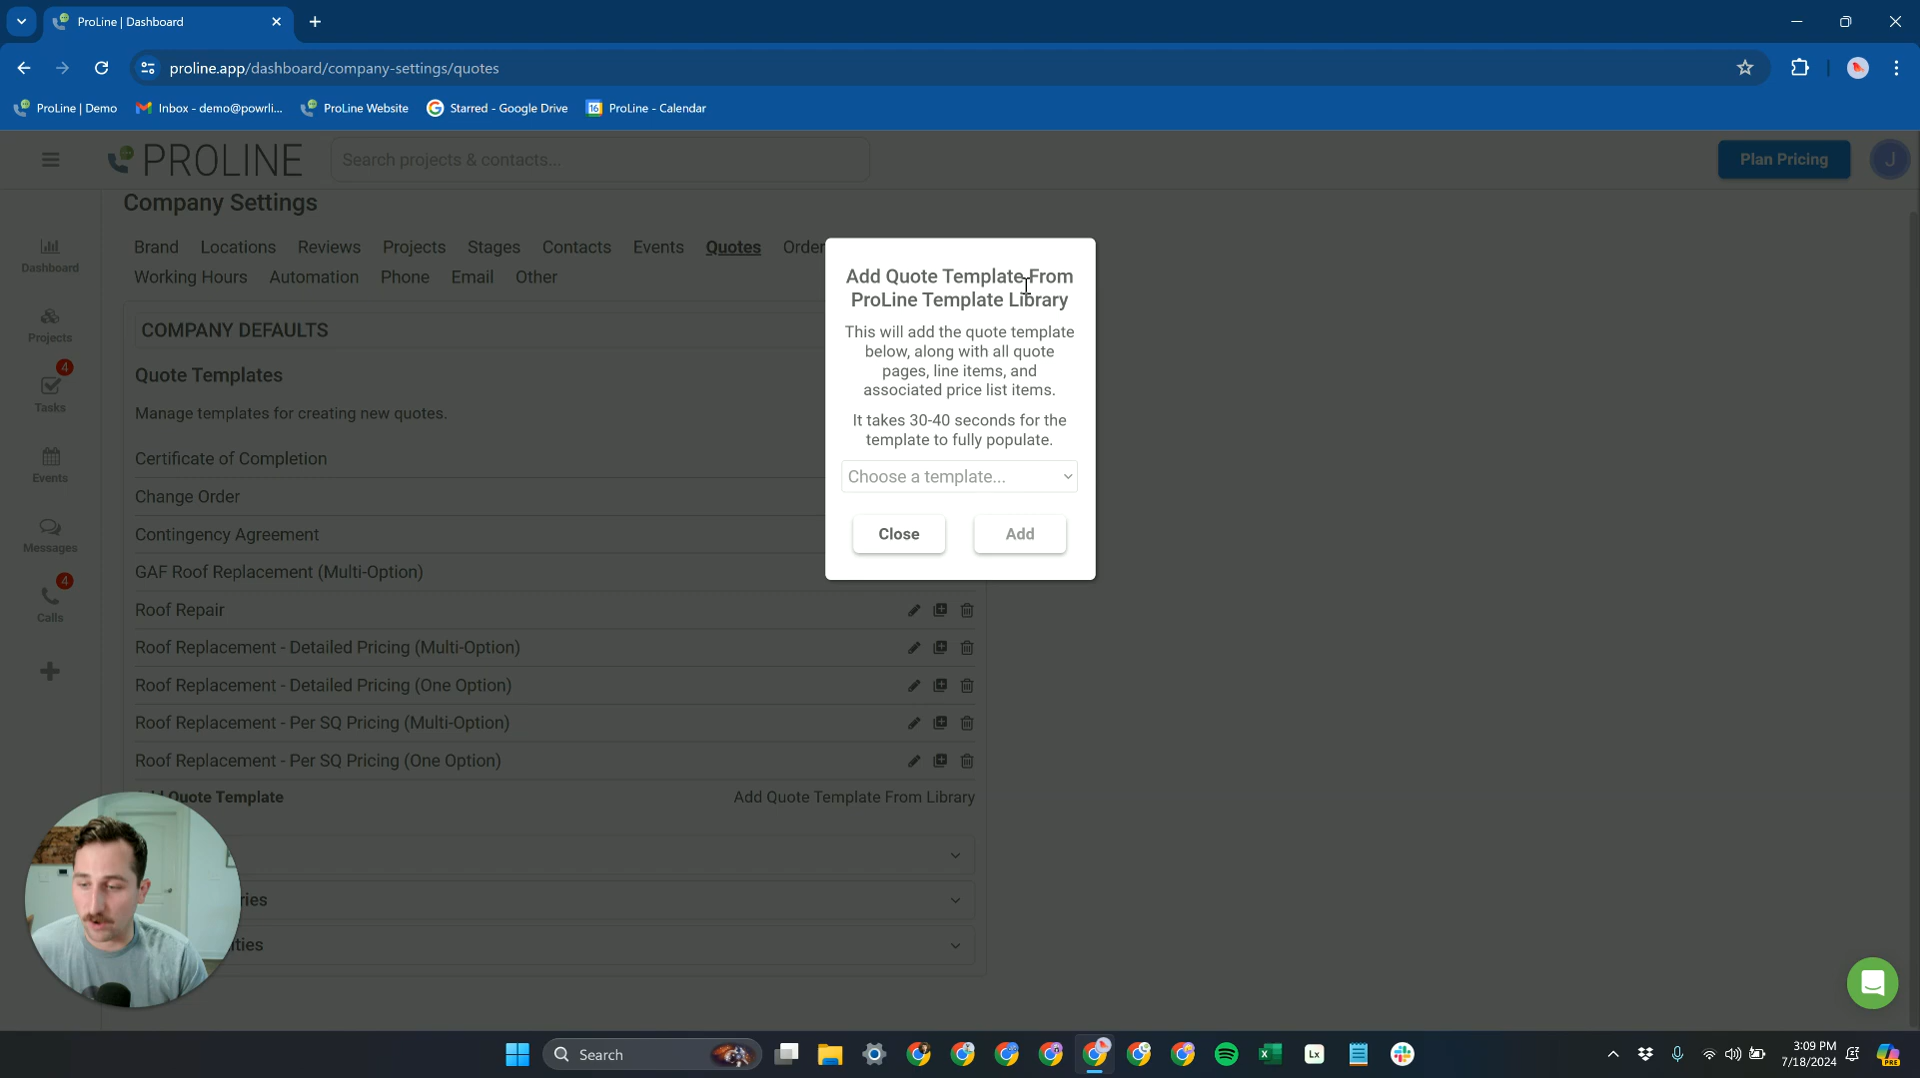 ProLine | Dashboard
proline.app/dashboard/company-settings/quotes
ProLine | Demo
Inbox - demo@powrli...
ProLine Website
Starred - Google Drive
16
ProLine - Calendar
PROLINE
Search projects & contacts...
Plan Pricing
J
Company Settings
Brand Locations Reviews Projects Stages Contacts Events Quotes Order
Working Hours Automation Phone Email Other
Dashboard
Projects
4
Tasks
Events
Messages
4
Calls
COMPANY DEFAULTS
Quote Templates
Manage templates for creating new quotes.
Certificate of Completion
Change Order
Contingency Agreement
GAF Roof Replacement (Multi-Option)
Roof Repair
Roof Replacement - Detailed Pricing (Multi-Option)
Roof Replacement - Detailed Pricing (One Option)
Roof Replacement - Per SQ Pricing (Multi-Option)
Roof Replacement - Per SQ Pricing (One Option)
Quote Template
Add Quote Template From Library
Add Quote Template From
ProLine Template Library
This will add the quote template
below, along with all quote
pages, line items, and
associated price list items.
It takes 30-40 seconds for the
template to fully populate.
Choose a template...
Close
Add
Search
Lx
3:09 PM
7/18/2024
PRE